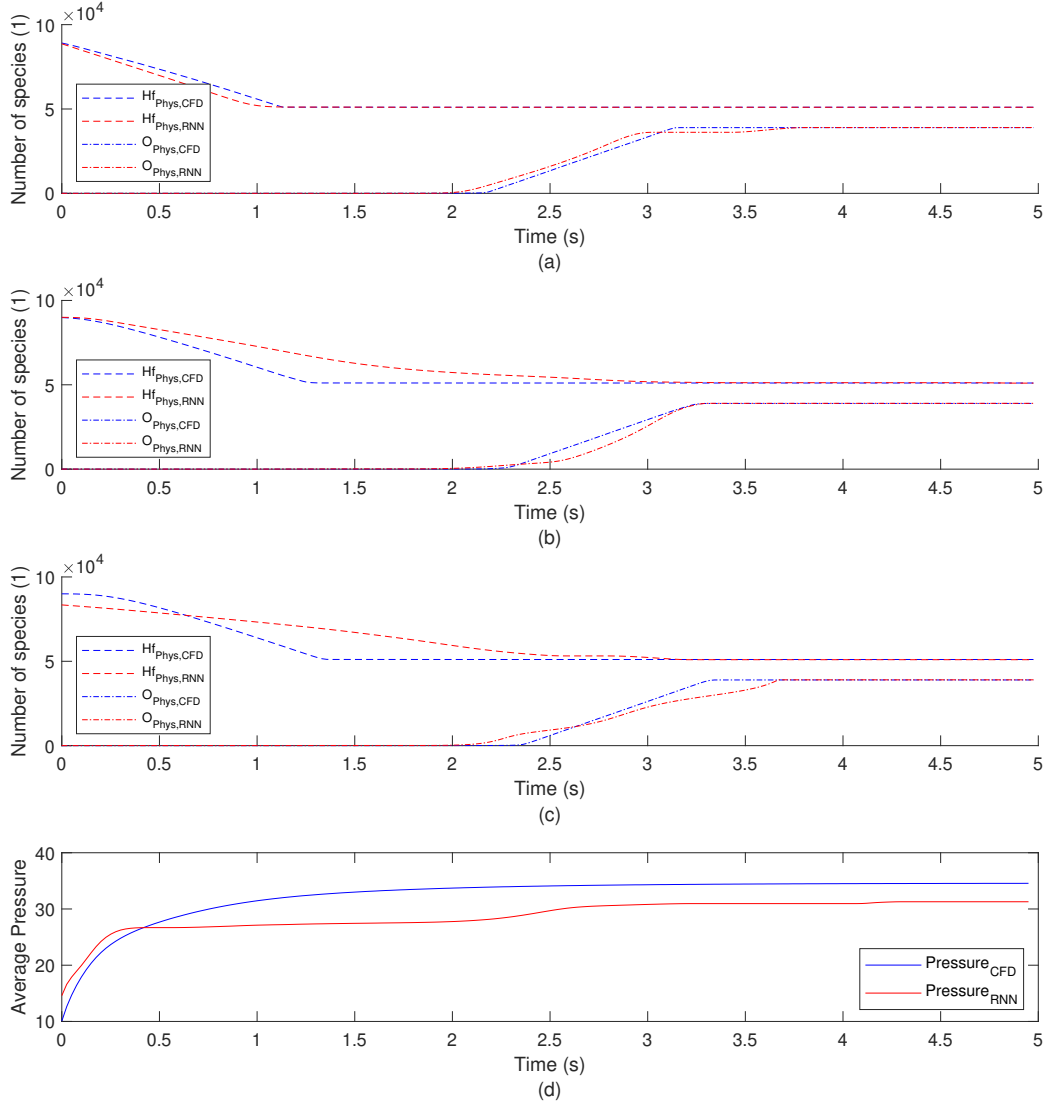 ×10⁴
Number of species (1)
10
5
0
Hf_Phys,CFD
Hf_Phys,RNN
O_Phys,CFD
O_Phys,RNN
0 0.5 1 1.5 2 2.5 3 3.5 4 4.5 5
Time (s)
(a)
×10⁴
Number of species (1)
10
5
0
Hf_Phys,CFD
Hf_Phys,RNN
O_Phys,CFD
O_Phys,RNN
0 0.5 1 1.5 2 2.5 3 3.5 4 4.5 5
Time (s)
(b)
×10⁴
Number of species (1)
10
5
0
Hf_Phys,CFD
Hf_Phys,RNN
O_Phys,CFD
O_Phys,RNN
0 0.5 1 1.5 2 2.5 3 3.5 4 4.5 5
Time (s)
(c)
Average Pressure
40
30
20
10
Pressure_CFD
Pressure_RNN
0 0.5 1 1.5 2 2.5 3 3.5 4 4.5 5
Time (s)
(d)